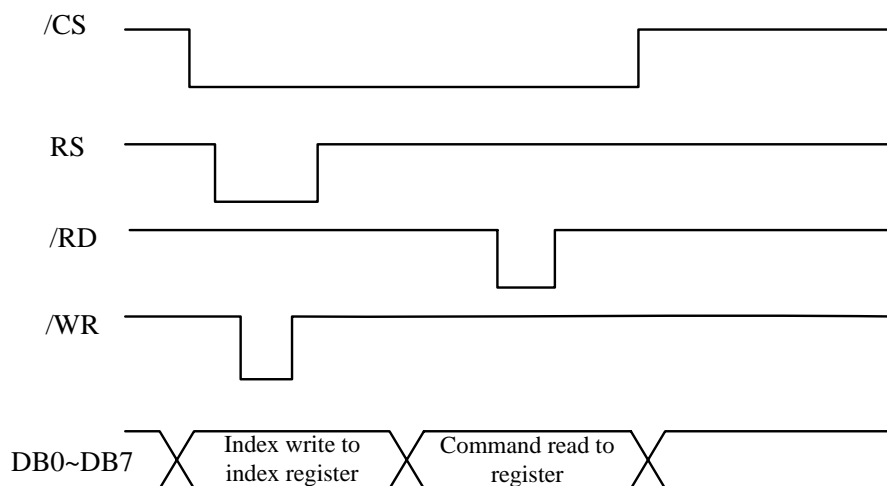 /CS
RS
/RD
/WR
DB0~DB7
Index write to
index register
Command read to
register